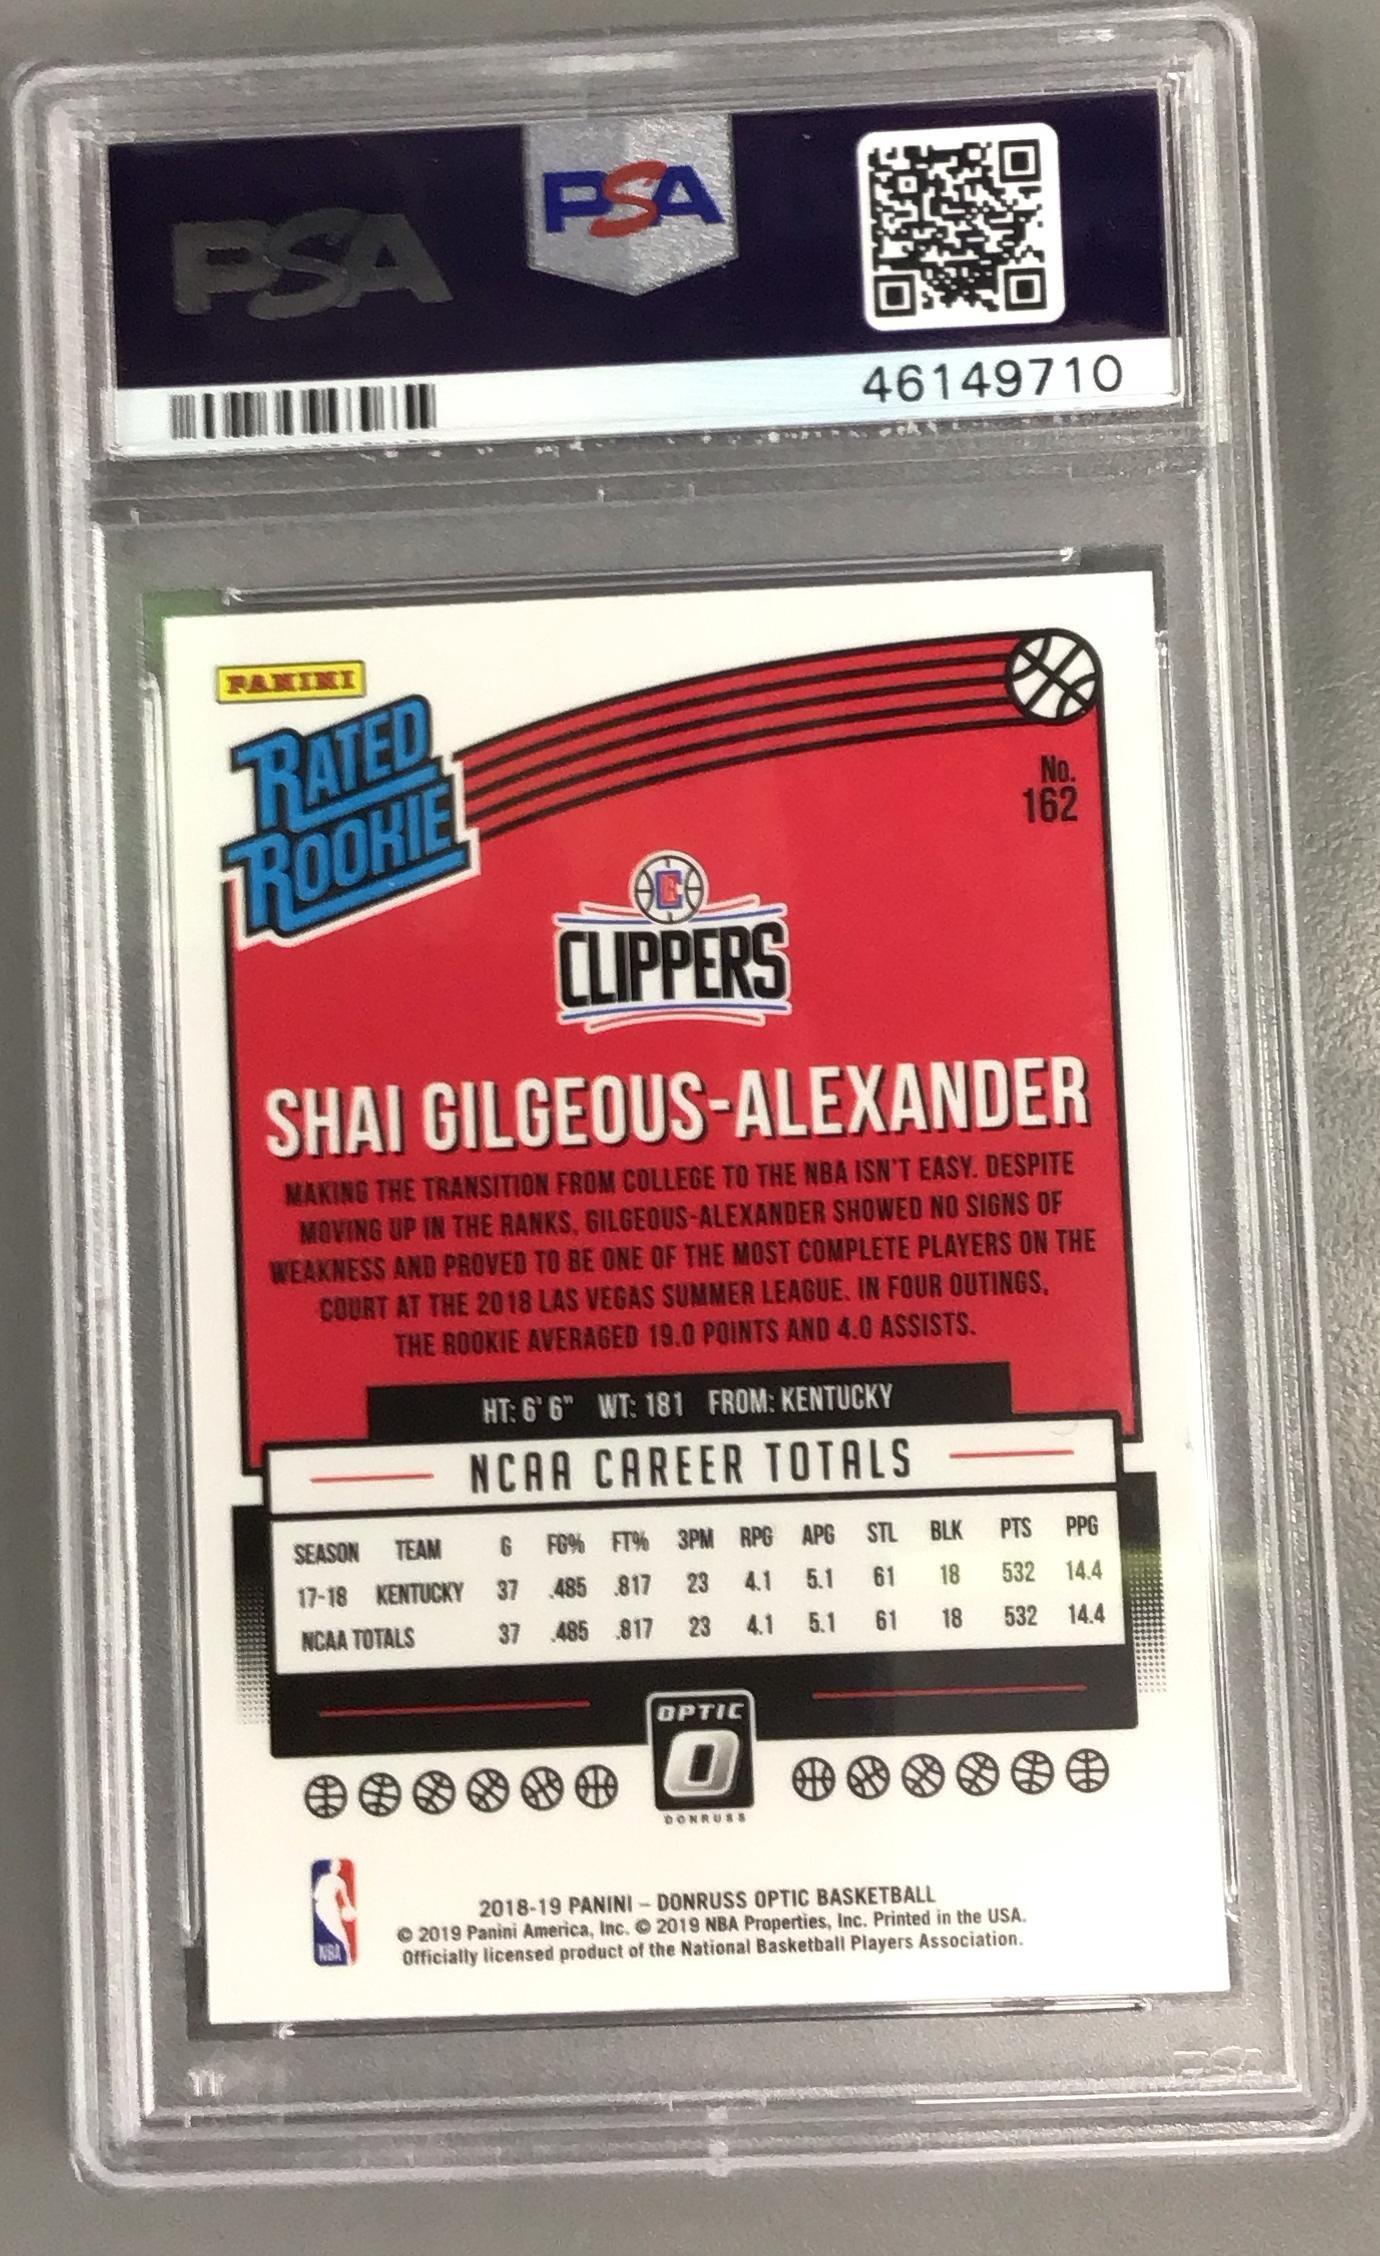 PSA
PSA
46149710
PANINI
RATED
ROOKIE
No.
162
CLIPPERS
SHAI GILGEOUS-ALEXANDER
MAKING THE TRANSITION FROM COLLEGE TO THE NBA ISN'T EASY. DESPITE
MOVING UP IN THE RANKS, GILGEOUS-ALEXANDER SHOWED NO SIGNS OF
WEAKNESS AND PROVED TO BE ONE OF THE MOST COMPLETE PLAYERS ON THE
COURT AT THE 2018 LAS VEGAS SUMMER LEAGUE. IN FOUR OUTINGS,
THE ROOKIE AVERAGED 19.0 POINTS AND 4.0 ASSISTS.
HT: 6' 6" WT: 181 FROM: KENTUCKY
NCAA CAREER TOTALS
SEASON TEAM G FG% FT% 3PM RPG APG STL BLK PTS PPG
17-18 KENTUCKY 37 .485 .817 23 4.1 5.1 61 18 532 14.4
NCAA TOTALS 37 .485 .817 23 4.1 5.1 61 18 532 14.4
OPTIC
DONRUSS
NBA
2018-19 PANINI – DONRUSS OPTIC BASKETBALL
© 2019 Panini America, Inc. © 2019 NBA Properties, Inc. Printed in the USA.
Officially licensed product of the National Basketball Players Association.
PSA